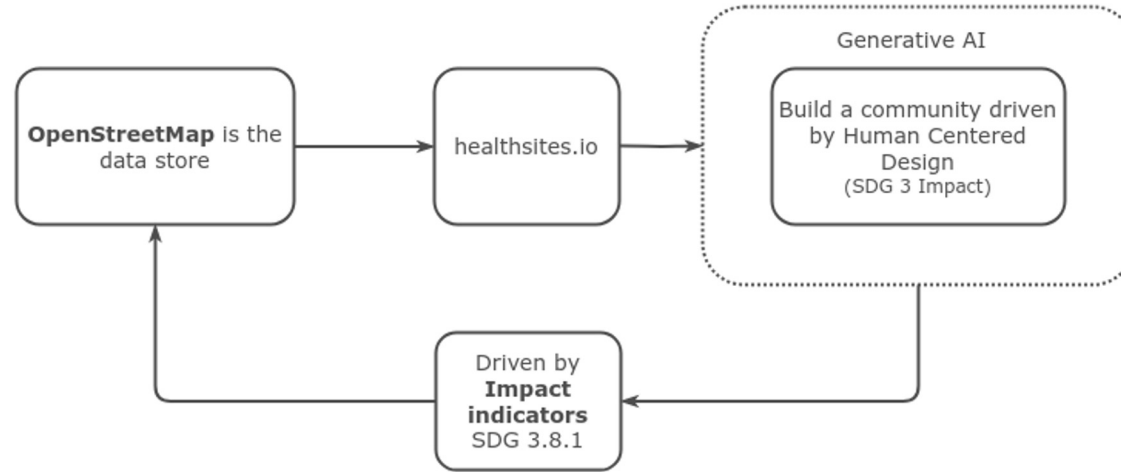 OpenStreetMap is the
data store
healthsites.io
Generative AI
Build a community driven
by Human Centered
Design
(SDG 3 Impact)
Driven by
Impact
indicators
SDG 3.8.1